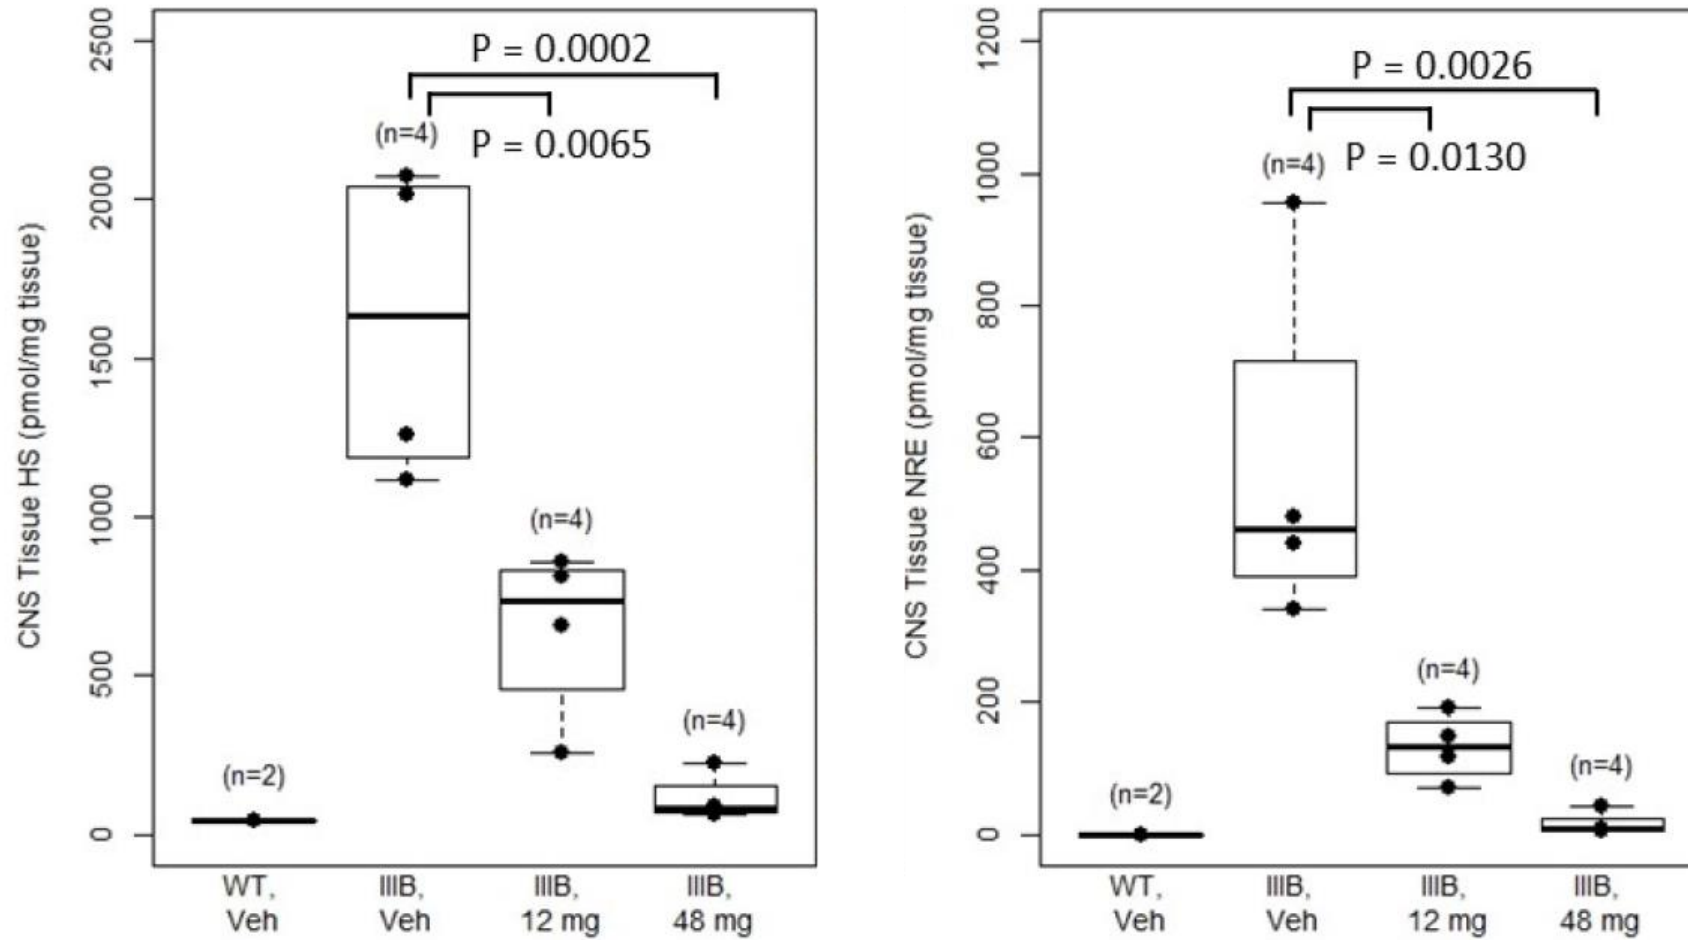 CNS Tissue HS (pmol/mg tissue)
2500
2000
1500
1000
500
0
P = 0.0002
P = 0.0065
(n=4)
(n=4)
(n=4)
(n=2)
WT,
Veh
IIIB,
Veh
IIIB,
12 mg
IIIB,
48 mg
CNS Tissue NRE (pmol/mg tissue)
1200
1000
800
600
400
200
0
P = 0.0026
P = 0.0130
(n=4)
(n=4)
(n=4)
(n=2)
WT,
Veh
IIIB,
Veh
IIIB,
12 mg
IIIB,
48 mg